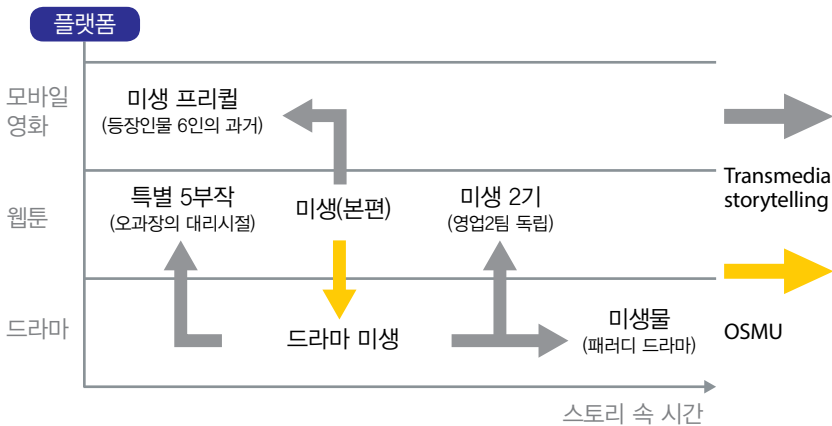 플랫폼
모바일
영화
미생 프리퀄
(등장인물 6인의 과거)
웹툰
특별 5부작
(오과장의 대리시절)
미생(본편)
미생 2기
(영업2팀 독립)
Transmedia
storytelling
드라마
드라마 미생
미생물
(패러디 드라마)
OSMU
스토리 속 시간